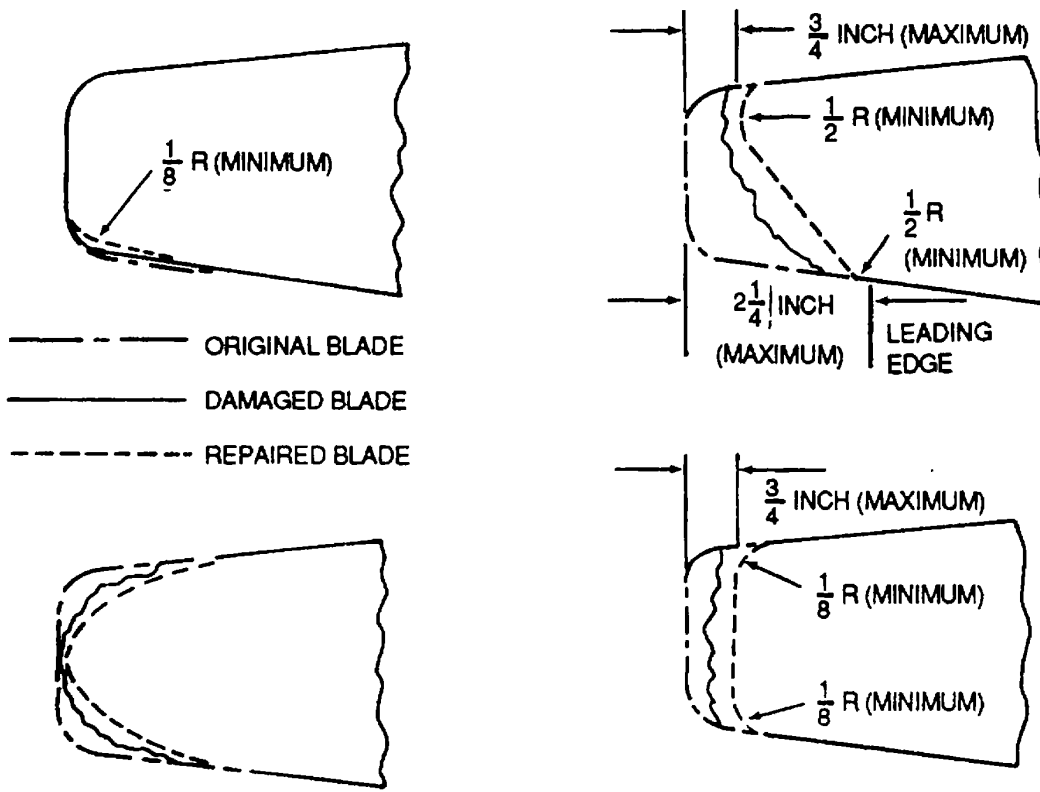 1/8 R (MINIMUM)
ORIGINAL BLADE
DAMAGED BLADE
REPAIRED BLADE
3/4 INCH (MAXIMUM)
1/2 R (MINIMUM)
1/2 R
(MINIMUM)
2 1/4 INCH
(MAXIMUM)
LEADING
EDGE
3/4 INCH (MAXIMUM)
1/8 R (MINIMUM)
1/8 R (MINIMUM)